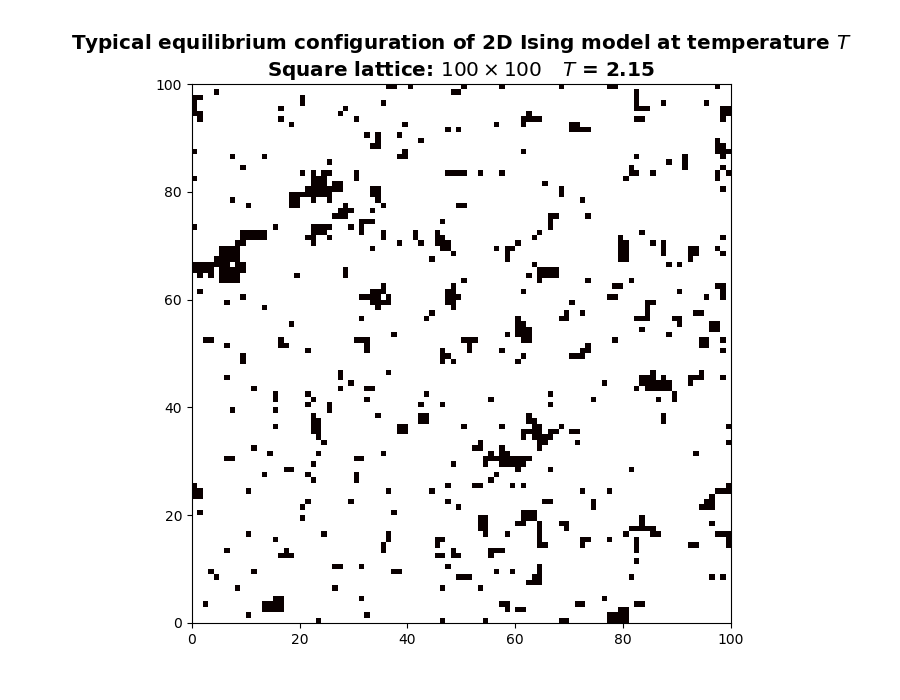 Typical equilibrium configuration of 2D Ising model at temperature T
Square lattice: 100 × 100 T = 2.15
100
80
60
40
20
0
0 20 40 60 80 100